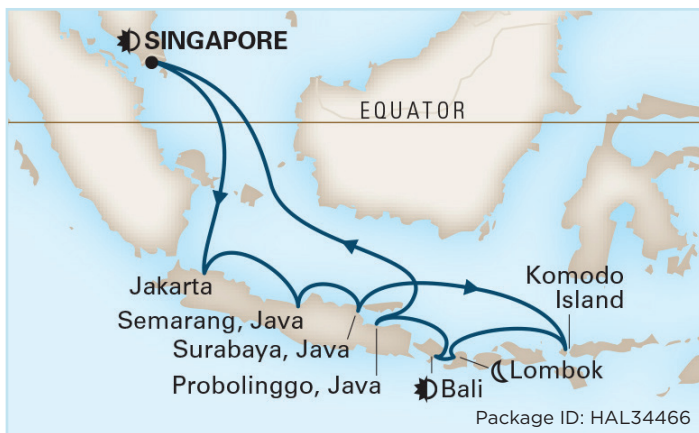 SINGAPORE
EQUATOR
Jakarta
Semarang, Java
Surabaya, Java
Probolinggo, Java
Bali
Lombok
Komodo
Island
Package ID: HAL34466